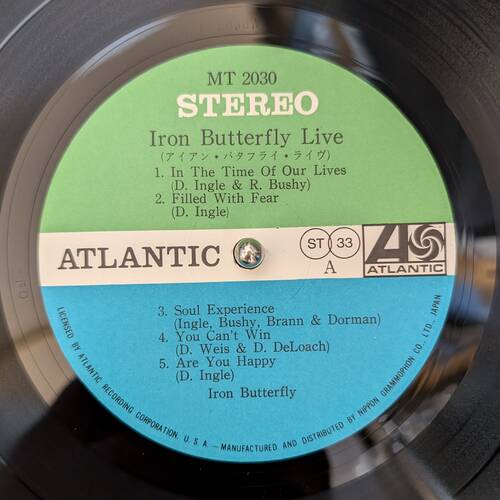 MT 2030
STEREO
Iron Butterfly Live
(アイアン・バタフライ・ライヴ)
1. In The Time Of Our Lives
(D. Ingle & R. Bushy)
2. Filled With Fear
(D. Ingle)
ATLANTIC
ST 33
A
ATLANTIC
3. Soul Experience
(Ingle, Bushy, Brann & Dorman)
4. You Can't Win
(D. Weis & D. DeLoach)
5. Are You Happy
(D. Ingle)
Iron Butterfly
LICENSED BY ATLANTIC RECORDING CORPORATION, U. S. A. — MANUFACTURED AND DISTRIBUTED BY NIPPON GRAMMOPHON CO., LTD., JAPAN